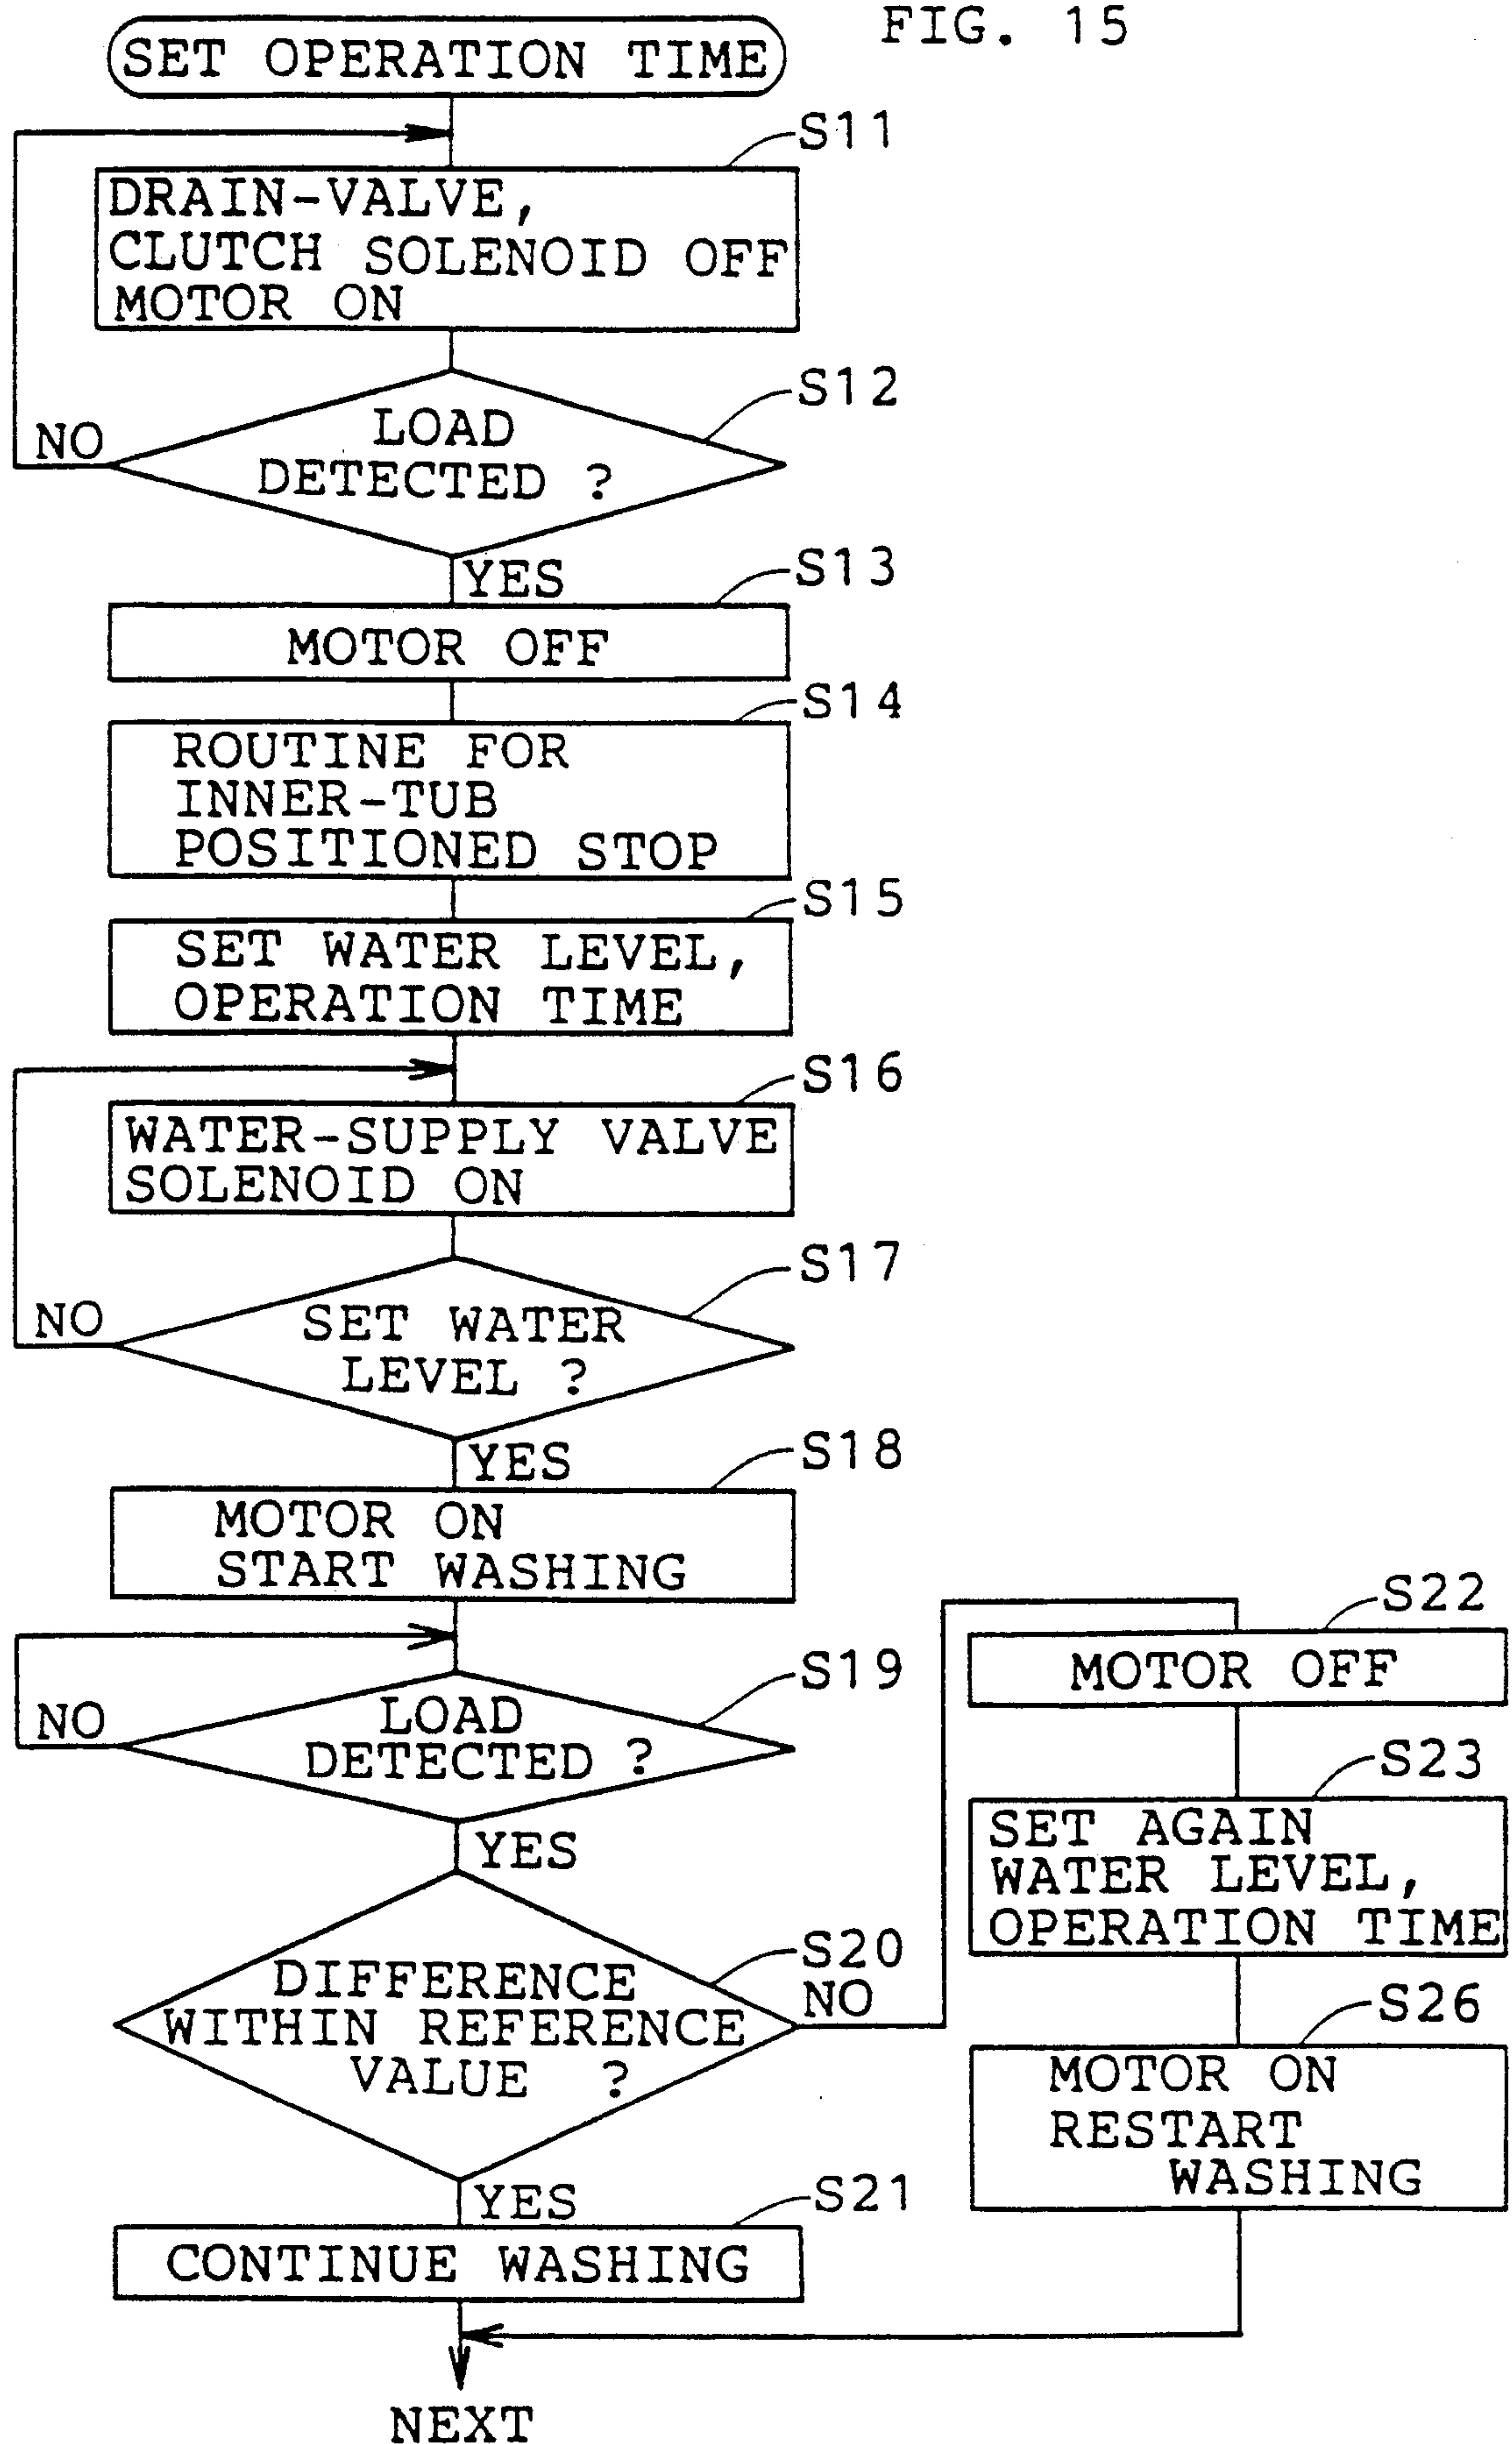 FIG. 15
SET OPERATION TIME
S11
DRAIN-VALVE,
CLUTCH SOLENOID OFF
MOTOR ON
S12
LOAD
DETECTED ?
NO
YES
S13
MOTOR OFF
S14
ROUTINE FOR
INNER-TUB
POSITIONED STOP
S15
SET WATER LEVEL,
OPERATION TIME
S16
WATER-SUPPLY VALVE
SOLENOID ON
S17
SET WATER
LEVEL ?
NO
YES
S18
MOTOR ON
START WASHING
S19
LOAD
DETECTED ?
NO
YES
S20
DIFFERENCE
WITHIN REFERENCE
VALUE ?
NO
YES
S21
CONTINUE WASHING
S22
MOTOR OFF
S23
SET AGAIN
WATER LEVEL,
OPERATION TIME
S26
MOTOR ON
RESTART
WASHING
NEXT